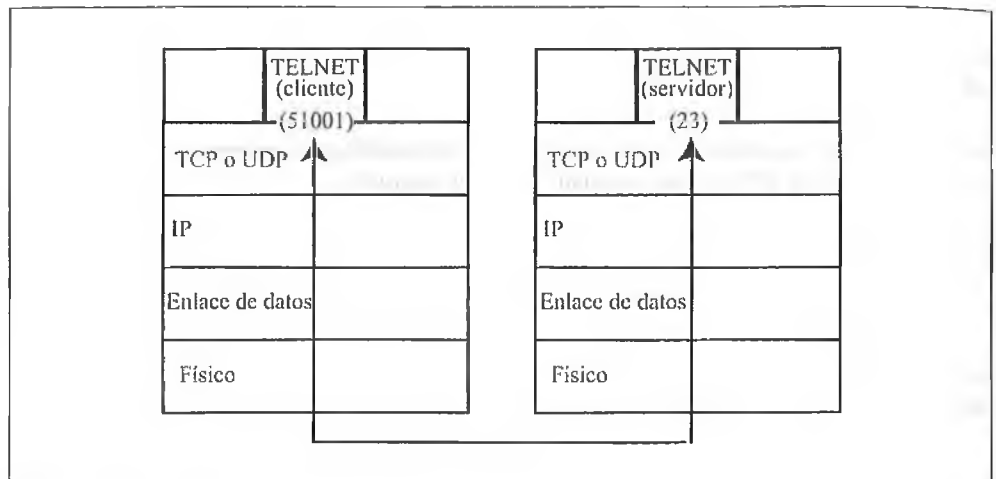 TELNET
(cliente)
(51001)
TCP o UDP
IP
Enlace de datos
Físico
TELNET
(servidor)
(23)
TCP o UDP
IP
Enlace de datos
Físico